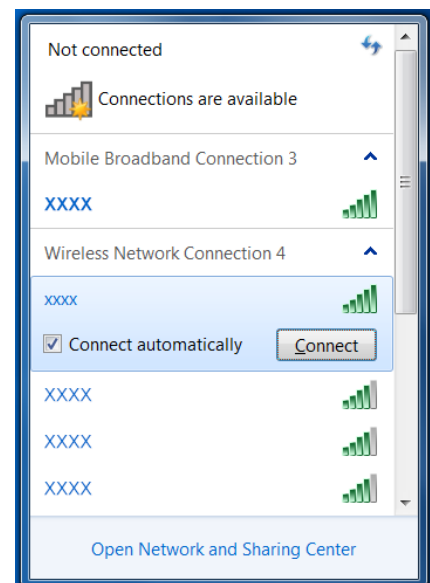 Not connected
Connections are available
Mobile Broadband Connection 3
XXXX
Wireless Network Connection 4
xxxx
Connect automatically Connect
XXXX
XXXX
XXXX
Open Network and Sharing Center